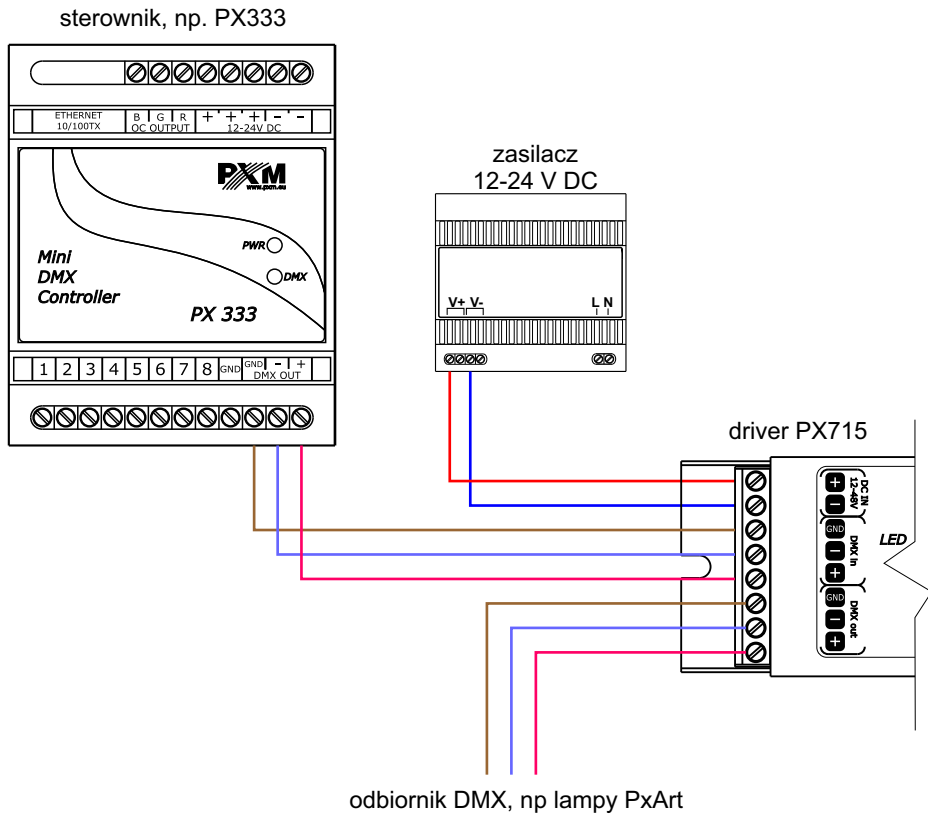 sterownik, np. PX333
ETHERNET
10/100TX
B G R
OC OUTPUT
+ + + - -
12-24V DC
PXM
www.pxm.eu
PWR
DMX
Mini
DMX
Controller
PX 333
1 2 3 4 5 6 7 8 GND GND - +
DMX OUT
zasilacz
12-24 V DC
V+ V-
L N
driver PX715
+
-
DC IN
12-48V
GND
-
+
DMX in
GND
-
+
DMX out
LED
odbiornik DMX, np lampy PxArt